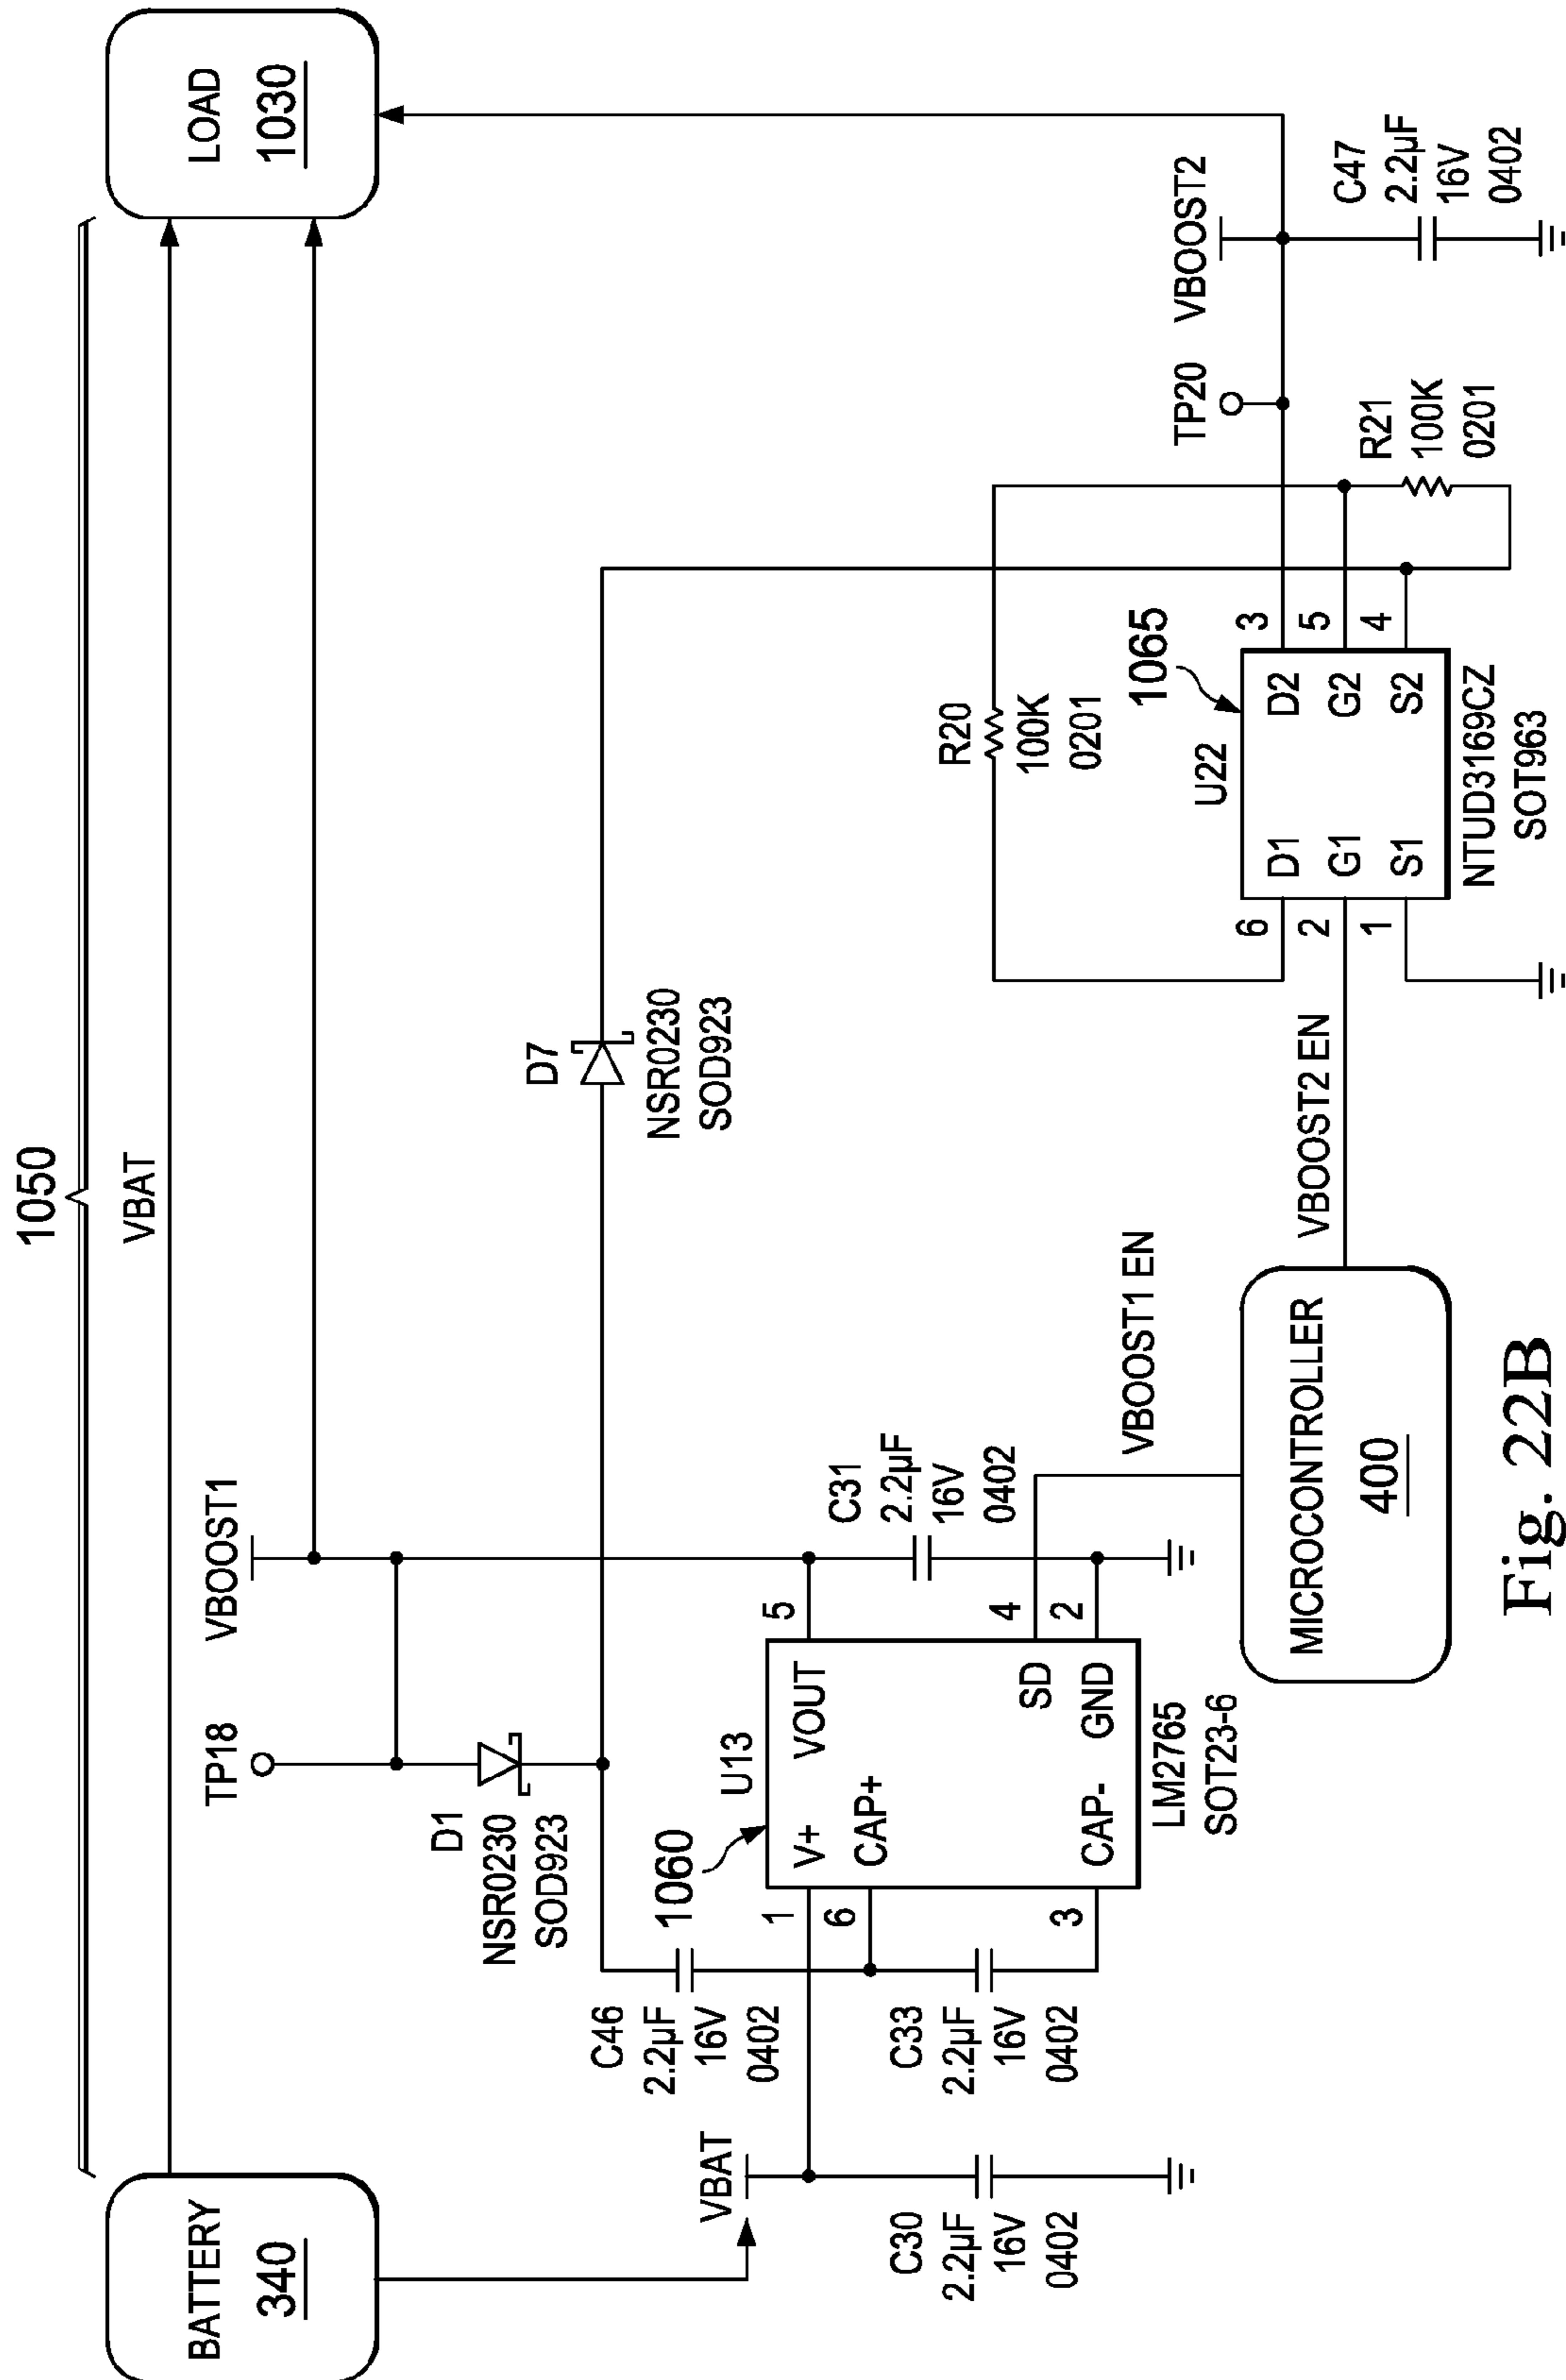 1050
BATTERY
340
VBAT
LOAD
1030
TP18
VBOOST1
D1
NSR0230
SOD923
D7
NSR0230
SOD923
C46
2.2µF
16V
0402
1060
U13
VBAT
1
6
3
V+
VOUT
CAP+
SD
CAP-
GND
5
4
2
LM2765
SOT23-6
C31
2.2µF
16V
0402
C30
2.2µF
16V
0402
C33
2.2µF
16V
0402
VBOOST1 EN
MICROCONTROLLER
400
VBOOST2 EN
R20
100K
0201
1065
U22
6
2
1
D1
D2
G1
G2
S1
S2
3
5
4
NTUD3169CZ
SOT963
TP20
VBOOST2
R21
100K
0201
C47
2.2µF
16V
0402
Fig. 22B